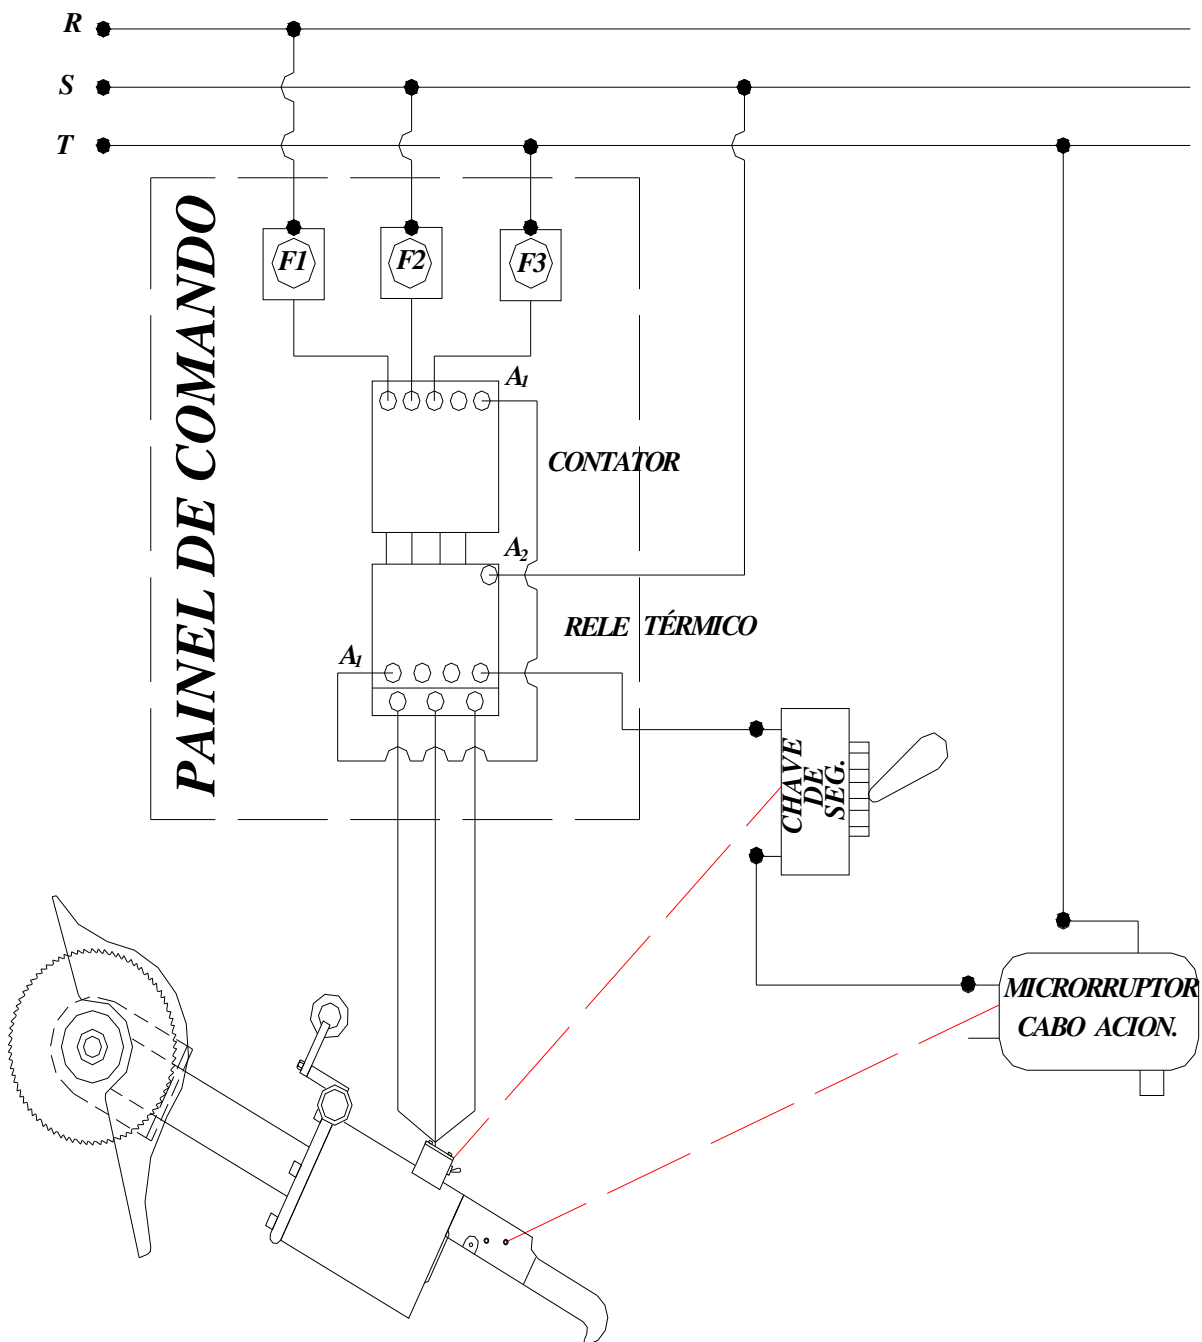 R
S
T
PAINEL DE COMANDO
F1
F2
F3
A1
CONTATOR
A2
RELE TÉRMICO
A1
CHAVE
DE
SEG.
MICRORRUPTOR
CABO ACION.